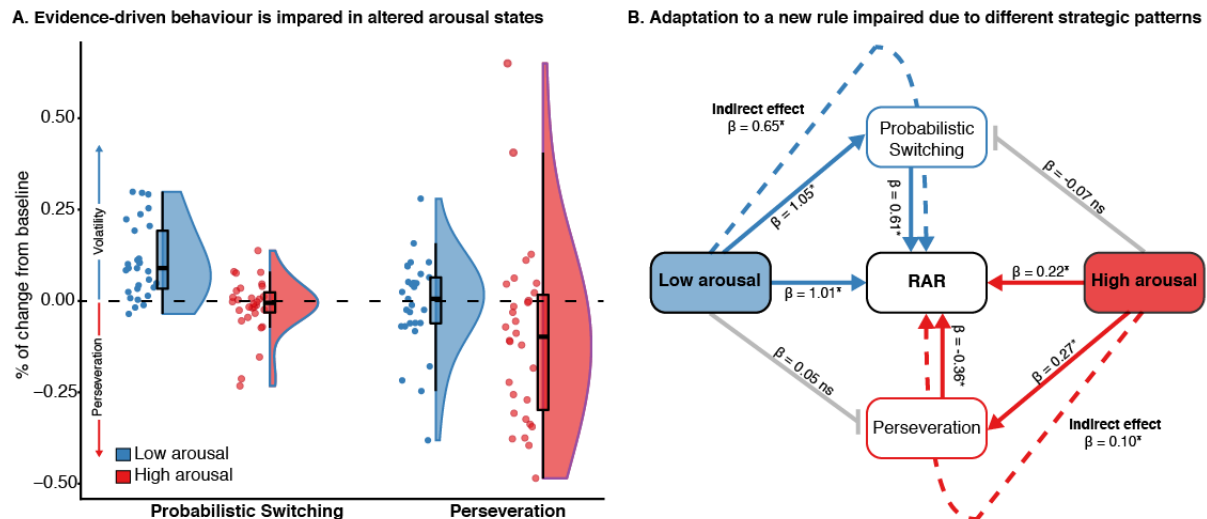 A. Evidence-driven behaviour is impared in altered arousal states
% of change from baseline
0.50
0.25
0.00
−0.25
−0.50
Volatility
Perseveration
Low arousal
High arousal
Probabilistic Switching
Perseveration
B. Adaptation to a new rule impaired due to different strategic patterns
Indirect effect
β = 0.65*
Probabilistic
Switching
β = 1.05*
β = 0.61*
β = -0.07 ns
Low arousal
RAR
High arousal
β = 1.01*
β = 0.22*
β = 0.05 ns
β = -0.36*
β = 0.27*
Perseveration
Indirect effect
β = 0.10*